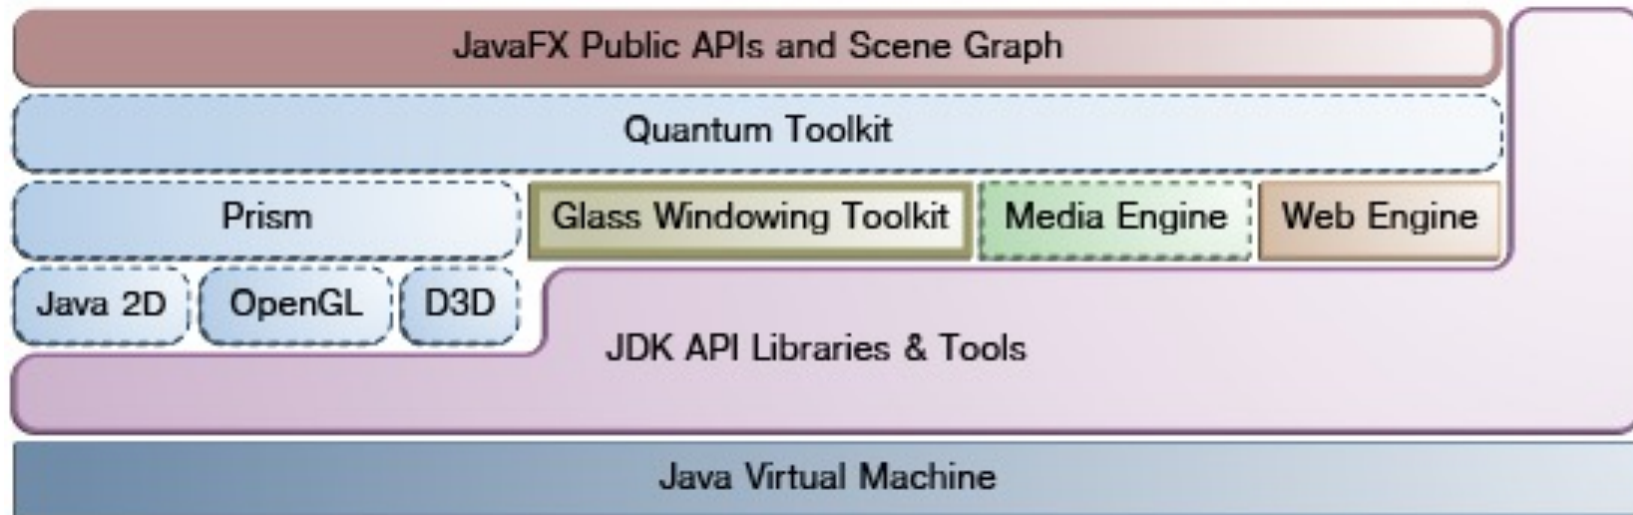 JavaFX Public APIs and Scene Graph
Quantum Toolkit
Prism
Glass Windowing Toolkit
Media Engine
Web Engine
Java 2D
OpenGL
D3D
JDK API Libraries & Tools
Java Virtual Machine